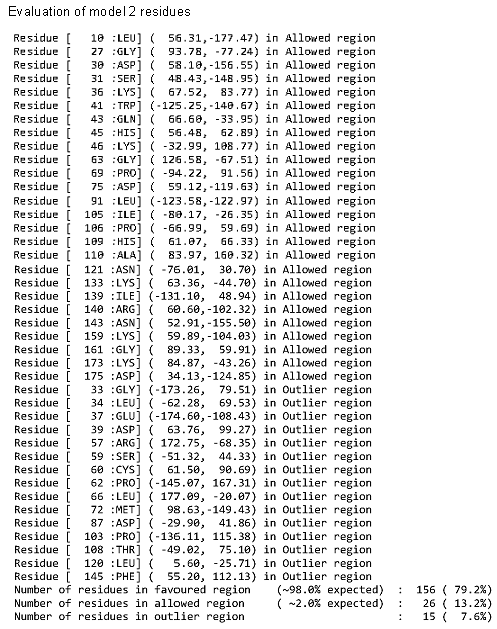 Evaluation of model 2 residues
Residue [ 10 :LEU] ( 56.31,-177.47) in Allowed region
Residue [ 27 :GLY] ( 93.78, -77.24) in Allowed region
Residue [ 30 :ASP] ( 58.10,-156.55) in Allowed region
Residue [ 31 :SER] ( 48.43,-148.95) in Allowed region
Residue [ 36 :LYS] ( 67.52, 83.77) in Allowed region
Residue [ 41 :TRP] (-125.25,-140.67) in Allowed region
Residue [ 43 :GLN] ( 66.60, -33.95) in Allowed region
Residue [ 45 :HIS] ( 56.48, 62.89) in Allowed region
Residue [ 46 :LYS] ( -32.99, 108.77) in Allowed region
Residue [ 63 :GLY] ( 126.58, -67.51) in Allowed region
Residue [ 69 :PRO] ( -94.22, 91.56) in Allowed region
Residue [ 75 :ASP] ( 59.12,-119.63) in Allowed region
Residue [ 91 :LEU] (-123.58,-122.97) in Allowed region
Residue [ 105 :ILE] ( -80.17, -26.35) in Allowed region
Residue [ 106 :PRO] ( -66.99, 59.69) in Allowed region
Residue [ 109 :HIS] ( 61.07, 66.33) in Allowed region
Residue [ 110 :ALA] ( 83.97, 160.32) in Allowed region
Residue [ 121 :ASN] ( -76.01, 30.70) in Allowed region
Residue [ 133 :LYS] ( 63.36, -44.70) in Allowed region
Residue [ 139 :ILE] (-131.10, 48.94) in Allowed region
Residue [ 140 :ARG] ( 60.60,-102.32) in Allowed region
Residue [ 143 :ASN] ( 52.91,-155.50) in Allowed region
Residue [ 159 :LYS] ( 59.89,-104.03) in Allowed region
Residue [ 161 :GLY] ( 89.33, 59.91) in Allowed region
Residue [ 173 :LYS] ( 84.87, -43.26) in Allowed region
Residue [ 175 :ASP] ( 34.13,-124.85) in Allowed region
Residue [ 33 :GLY] (-173.26, 79.51) in Outlier region
Residue [ 34 :LEU] ( -62.28, 69.53) in Outlier region
Residue [ 37 :GLU] (-174.60,-108.43) in Outlier region
Residue [ 39 :ASP] ( 63.76, 99.27) in Outlier region
Residue [ 57 :ARG] ( 172.75, -68.35) in Outlier region
Residue [ 59 :SER] ( -51.32, 44.33) in Outlier region
Residue [ 60 :CYS] ( 61.50, 90.69) in Outlier region
Residue [ 62 :PRO] (-145.07, 167.31) in Outlier region
Residue [ 66 :LEU] ( 177.09, -20.07) in Outlier region
Residue [ 72 :MET] ( 98.63,-149.43) in Outlier region
Residue [ 87 :ASP] ( -29.90, 41.86) in Outlier region
Residue [ 103 :PRO] (-136.11, 115.38) in Outlier region
Residue [ 108 :THR] ( -49.02, 75.10) in Outlier region
Residue [ 120 :LEU] ( 5.60, -25.71) in Outlier region
Residue [ 145 :PHE] ( 55.20, 112.13) in Outlier region
Number of residues in favoured region (~98.0% expected) : 156 ( 79.2%)
Number of residues in allowed region ( ~2.0% expected) : 26 ( 13.2%)
Number of residues in outlier region : 15 ( 7.6%)